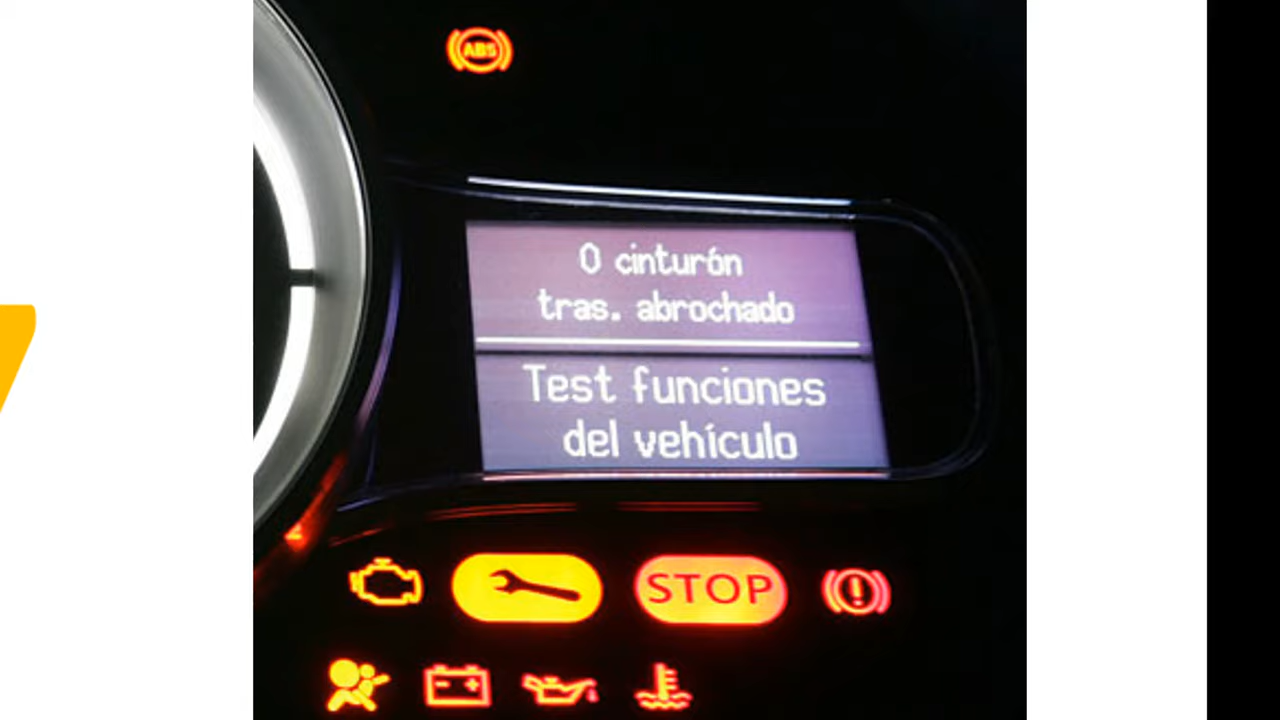 ABS
0 cinturón
tras. abrochado
Test funciones
del vehículo
STOP